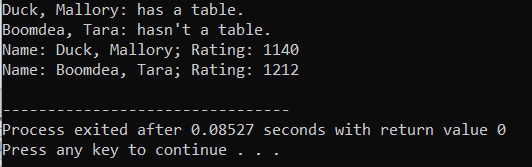 Duck, Mallory: has a table.
Boomdea, Tara: hasn't a table.
Name: Duck, Mallory; Rating: 1140
Name: Boomdea, Tara; Rating: 1212
--------------------------------
Process exited after 0.08527 seconds with return value 0
Press any key to continue . . .